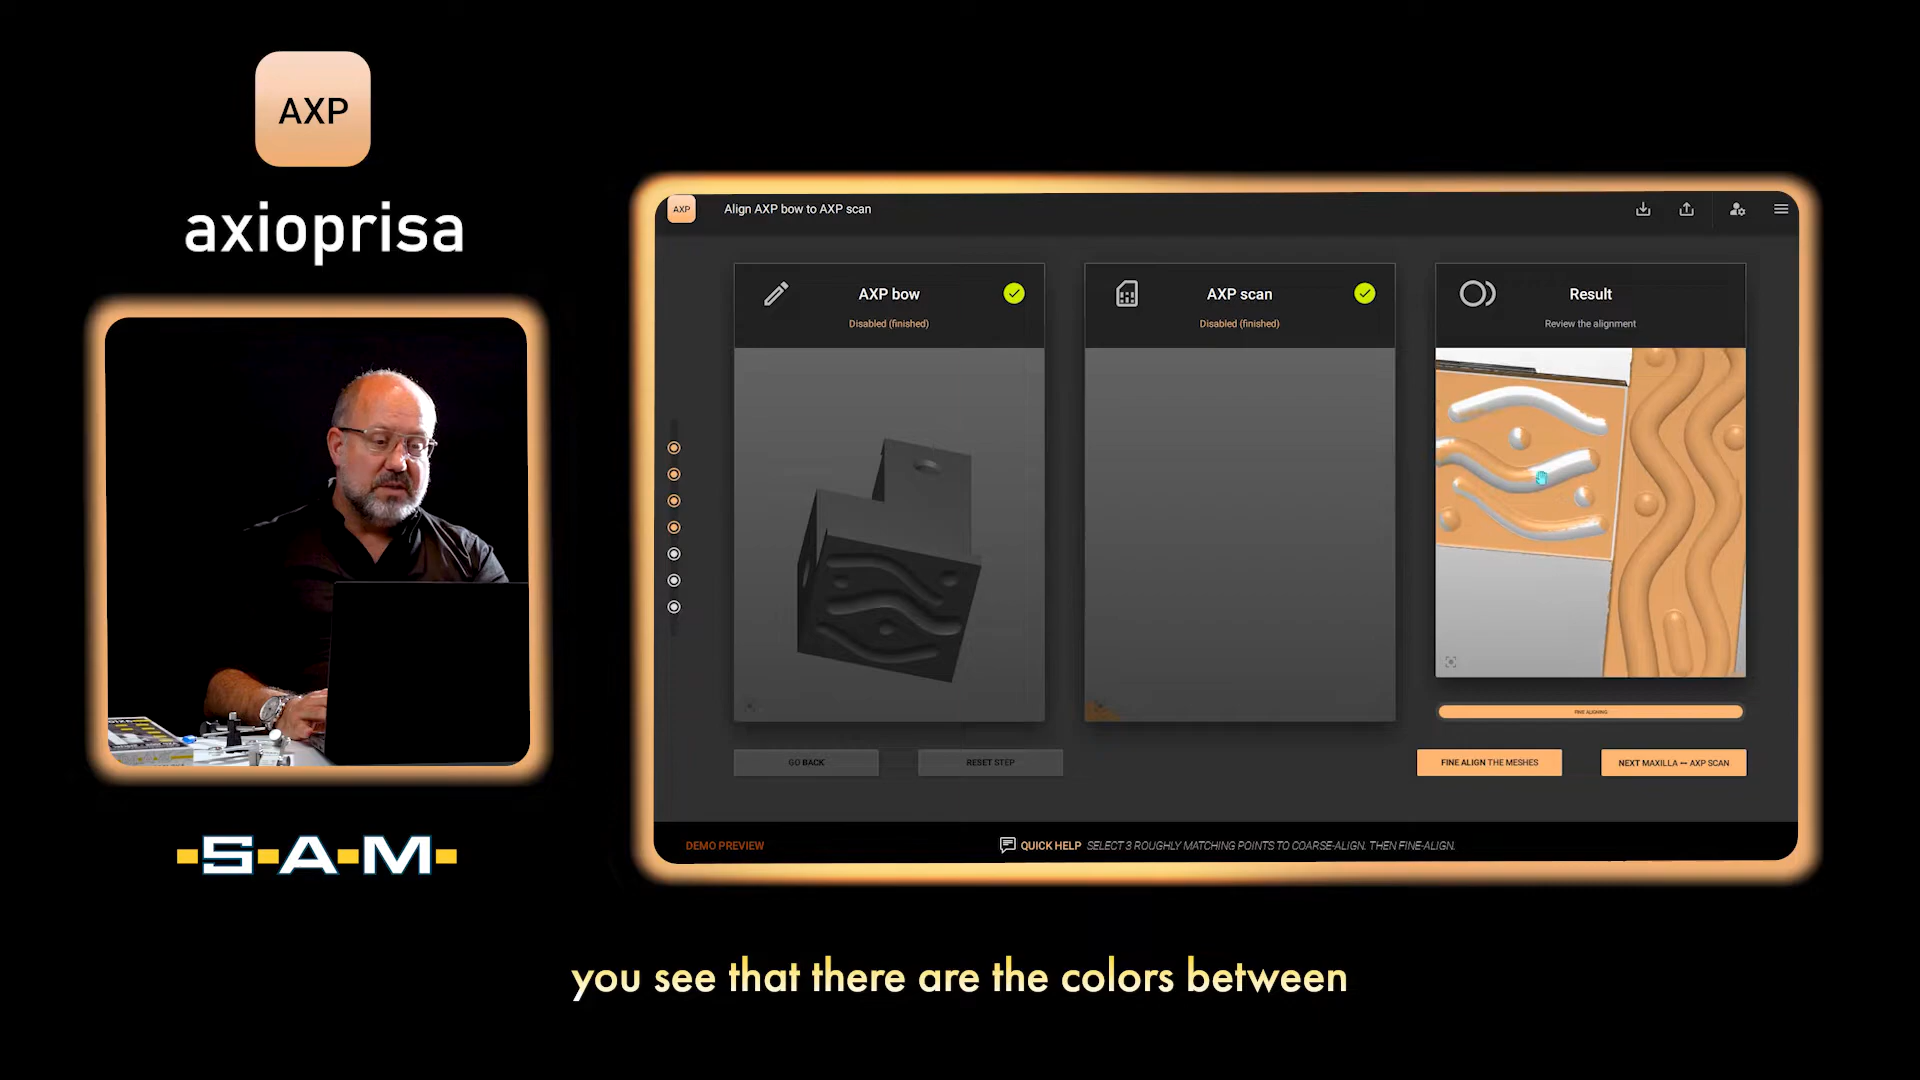 AXP
axioprisa
AXP
Align AXP bow to AXP scan
AXP bow
Disabled (finished)
AXP scan
Disabled (finished)
Result
Review the alignment
FINE ALIGNING
GO BACK
RESET STEP
FINE ALIGN THE MESHES
NEXT MAXILLA -- AXP SCAN
DEMO PREVIEW
QUICK HELP SELECT 3 ROUGHLY MATCHING POINTS TO COARSE-ALIGN. THEN FINE-ALIGN.
S-A-M
you see that there are the colors between